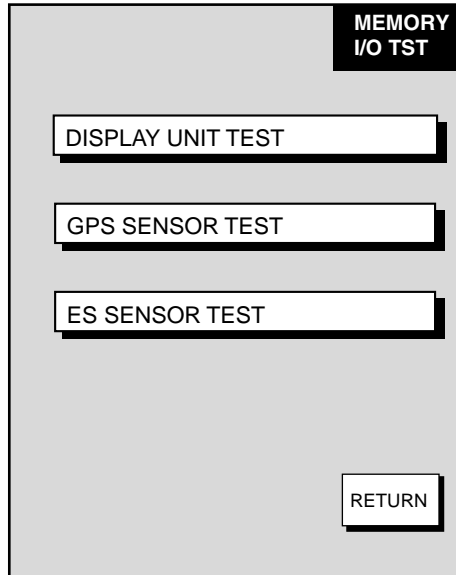 MEMORY
I/O TST
DISPLAY UNIT TEST
GPS SENSOR TEST
ES SENSOR TEST
RETURN